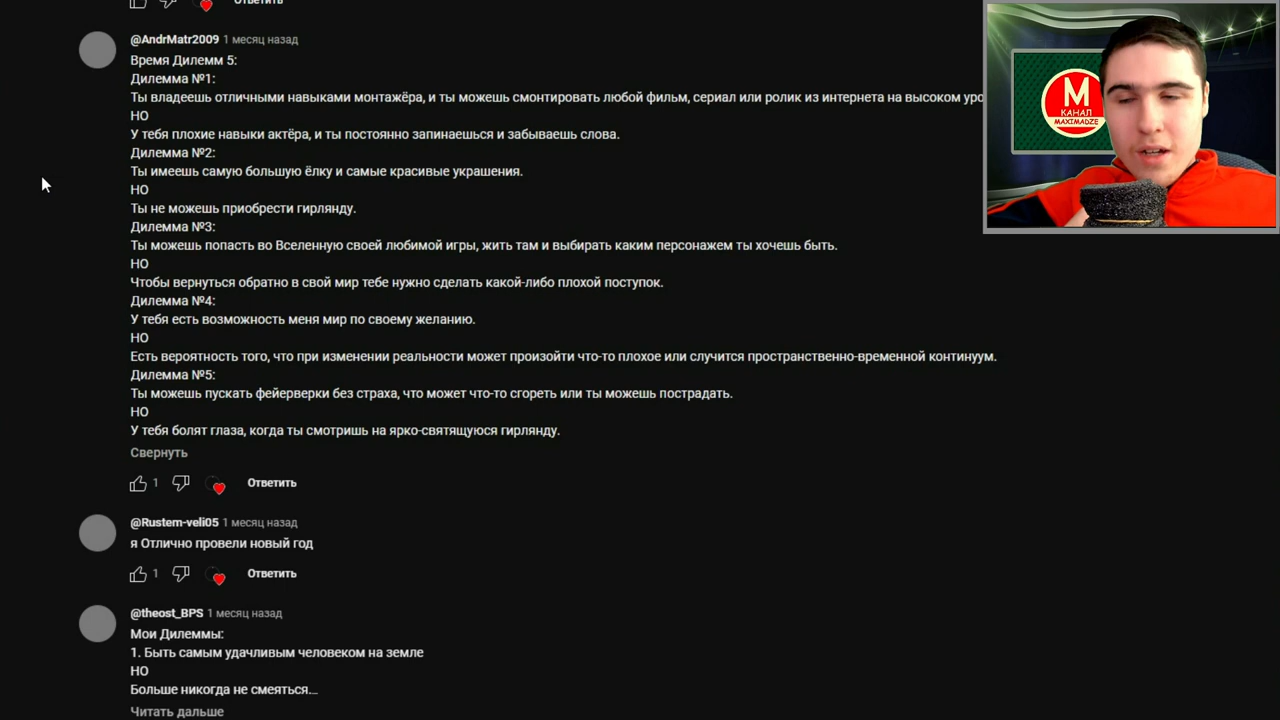 Ответить
@AndrMatr2009 1 месяц назад
Время Дилемм 5:
Дилемма №1:
Ты владеешь отличными навыками монтажёра, и ты можешь смонтировать любой фильм, сериал или ролик из интернета на высоком уро
НО
У тебя плохие навыки актёра, и ты постоянно запинаешься и забываешь слова.
Дилемма №2:
Ты имеешь самую большую ёлку и самые красивые украшения.
НО
Ты не можешь приобрести гирлянду.
Дилемма №3:
Ты можешь попасть во Вселенную своей любимой игры, жить там и выбирать каким персонажем ты хочешь быть.
НО
Чтобы вернуться обратно в свой мир тебе нужно сделать какой-либо плохой поступок.
Дилемма №4:
У тебя есть возможность меня мир по своему желанию.
НО
Есть вероятность того, что при изменении реальности может произойти что-то плохое или случится пространственно-временной континуум.
Дилемма №5:
Ты можешь пускать фейерверки без страха, что может что-то сгореть или ты можешь пострадать.
НО
У тебя болят глаза, когда ты смотришь на ярко-святящуюся гирлянду.
Свернуть
1 Ответить
@Rustem-veli05 1 месяц назад
я Отлично провели новый год
1 Ответить
@theost_BPS 1 месяц назад
Мои Дилеммы:
1. Быть самым удачливым человеком на земле
НО
Больше никогда не смеяться...
Читать дальше
М
КАНАЛ
MAXIMADZE